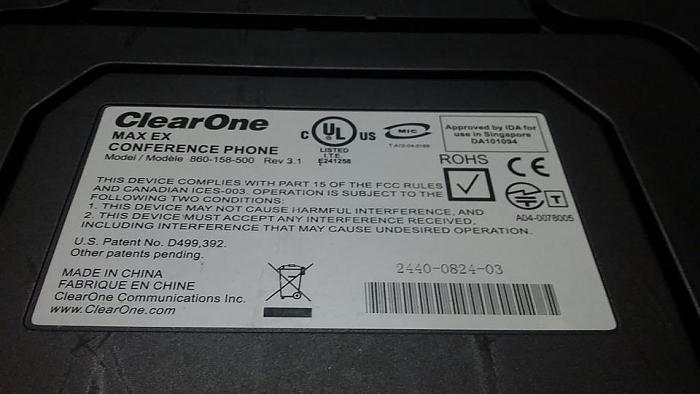 ClearOne
MAX EX
CONFERENCE PHONE
Model / Modèle 860-158-500 Rev 3.1
C UL US
LISTED
I.T.E.
E241258
MIC
Approved by IDA for
use in Singapore
DA101094
ROHS
CE
T
A04-0078005
THIS DEVICE COMPLIES WITH PART 15 OF THE FCC RULES
AND CANADIAN ICES-003. OPERATION IS SUBJECT TO THE
FOLLOWING TWO CONDITIONS:
1. THIS DEVICE MAY NOT CAUSE HARMFUL INTERFERENCE, AND
2. THIS DEVICE MUST ACCEPT ANY INTERFERENCE RECEIVED,
INCLUDING INTERFERENCE THAT MAY CAUSE UNDESIRED OPERATION.
U.S. Patent No. D499,392.
Other patents pending.
MADE IN CHINA
FABRIQUE EN CHINE
ClearOne Communications Inc.
www.ClearOne.com
2440-0824-03